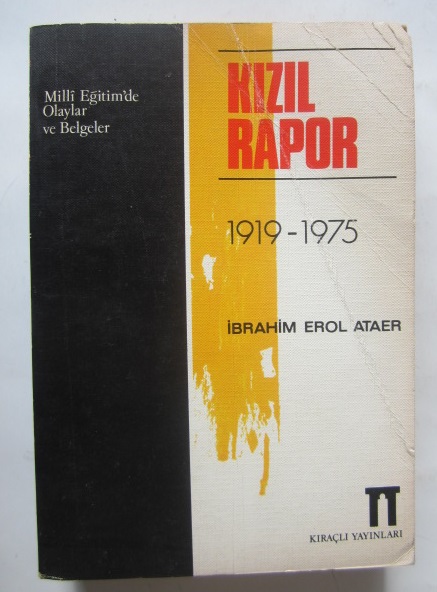 Millî Eğitim'de
Olaylar
ve Belgeler
KIZIL
RAPOR
1919-1975
İBRAHİM EROL ATAER
KIRAÇLI YAYINLARI